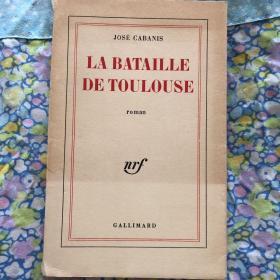 JOSÉ CABANIS
LA BATAILLE
DE TOULOUSE
roman
nrf
GALLIMARD